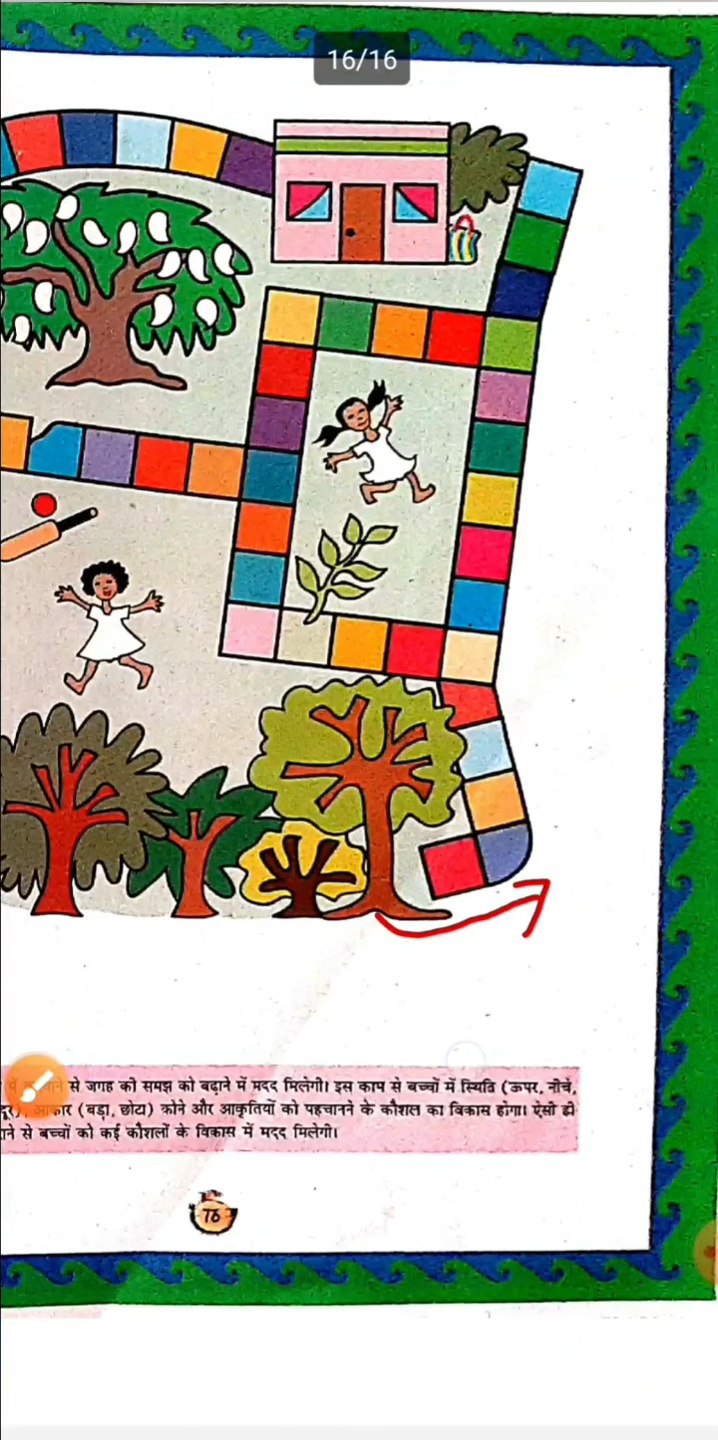 16/16
से जगह की समझ को बढ़ाने में मदद मिलेगी। इस काम से बच्चों में स्थिति (ऊपर, नीचे,
दूर), आकार (बड़ा, छोटा) कोने और आकृतियों को पहचानने के कौशल का विकास होगा। ऐसी ही
से बच्चों को कई कौशलों के विकास में मदद मिलेगी।
76